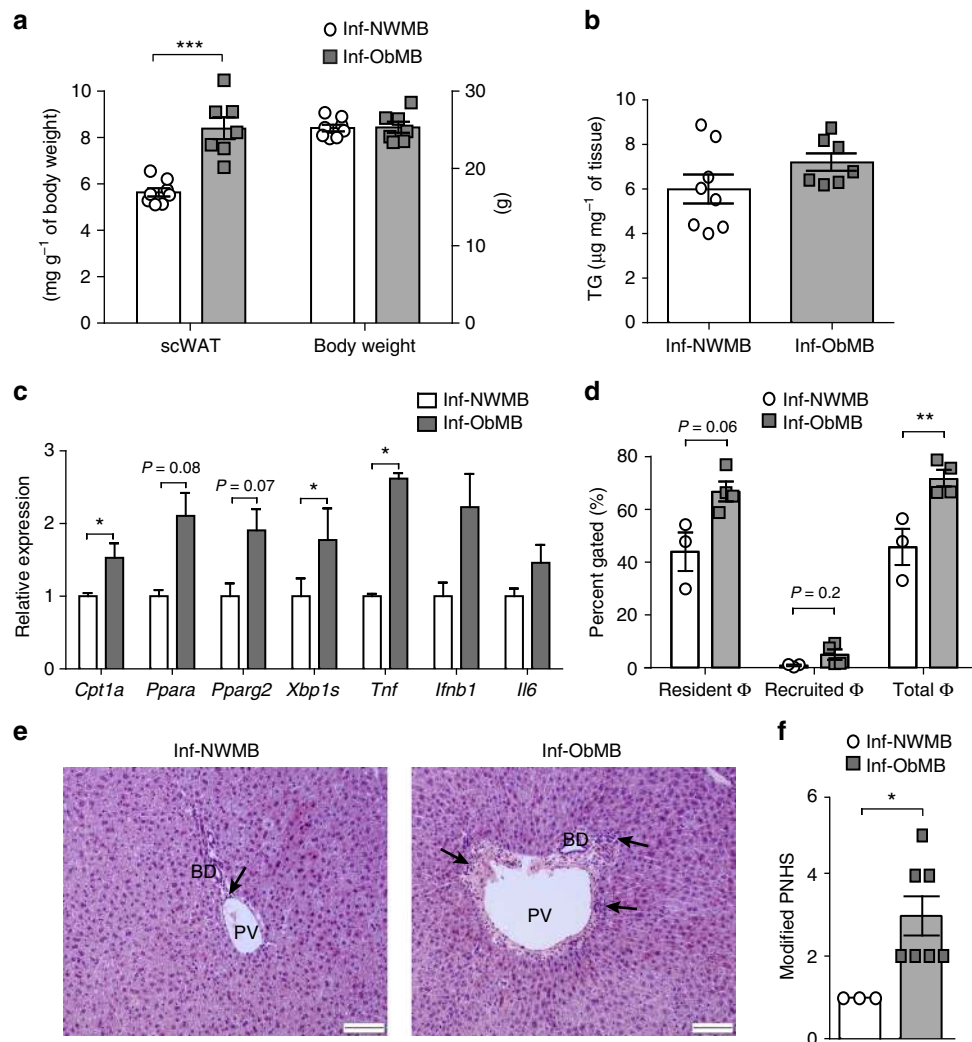 a
Inf-NWMB
Inf-ObMB
***
10
8
6
4
2
0
(mg g⁻¹ of body weight)
30
20
10
0
(g)
scWAT
Body weight
b
10
8
6
4
2
0
TG (μg mg⁻¹ of tissue)
Inf-NWMB
Inf-ObMB
c
Inf-NWMB
Inf-ObMB
3
2
1
0
Relative expression
*
P = 0.08
P = 0.07
*
*
Cpt1a
Ppara
Pparg2
Xbp1s
Tnf
Ifnb1
Il6
d
Inf-NWMB
Inf-ObMB
P = 0.06
**
P = 0.2
80
60
40
20
0
Percent gated (%)
Resident Φ
Recruited Φ
Total Φ
e
Inf-NWMB
BD
PV
Inf-ObMB
BD
PV
f
Inf-NWMB
Inf-ObMB
*
6
4
2
0
Modified PNHS